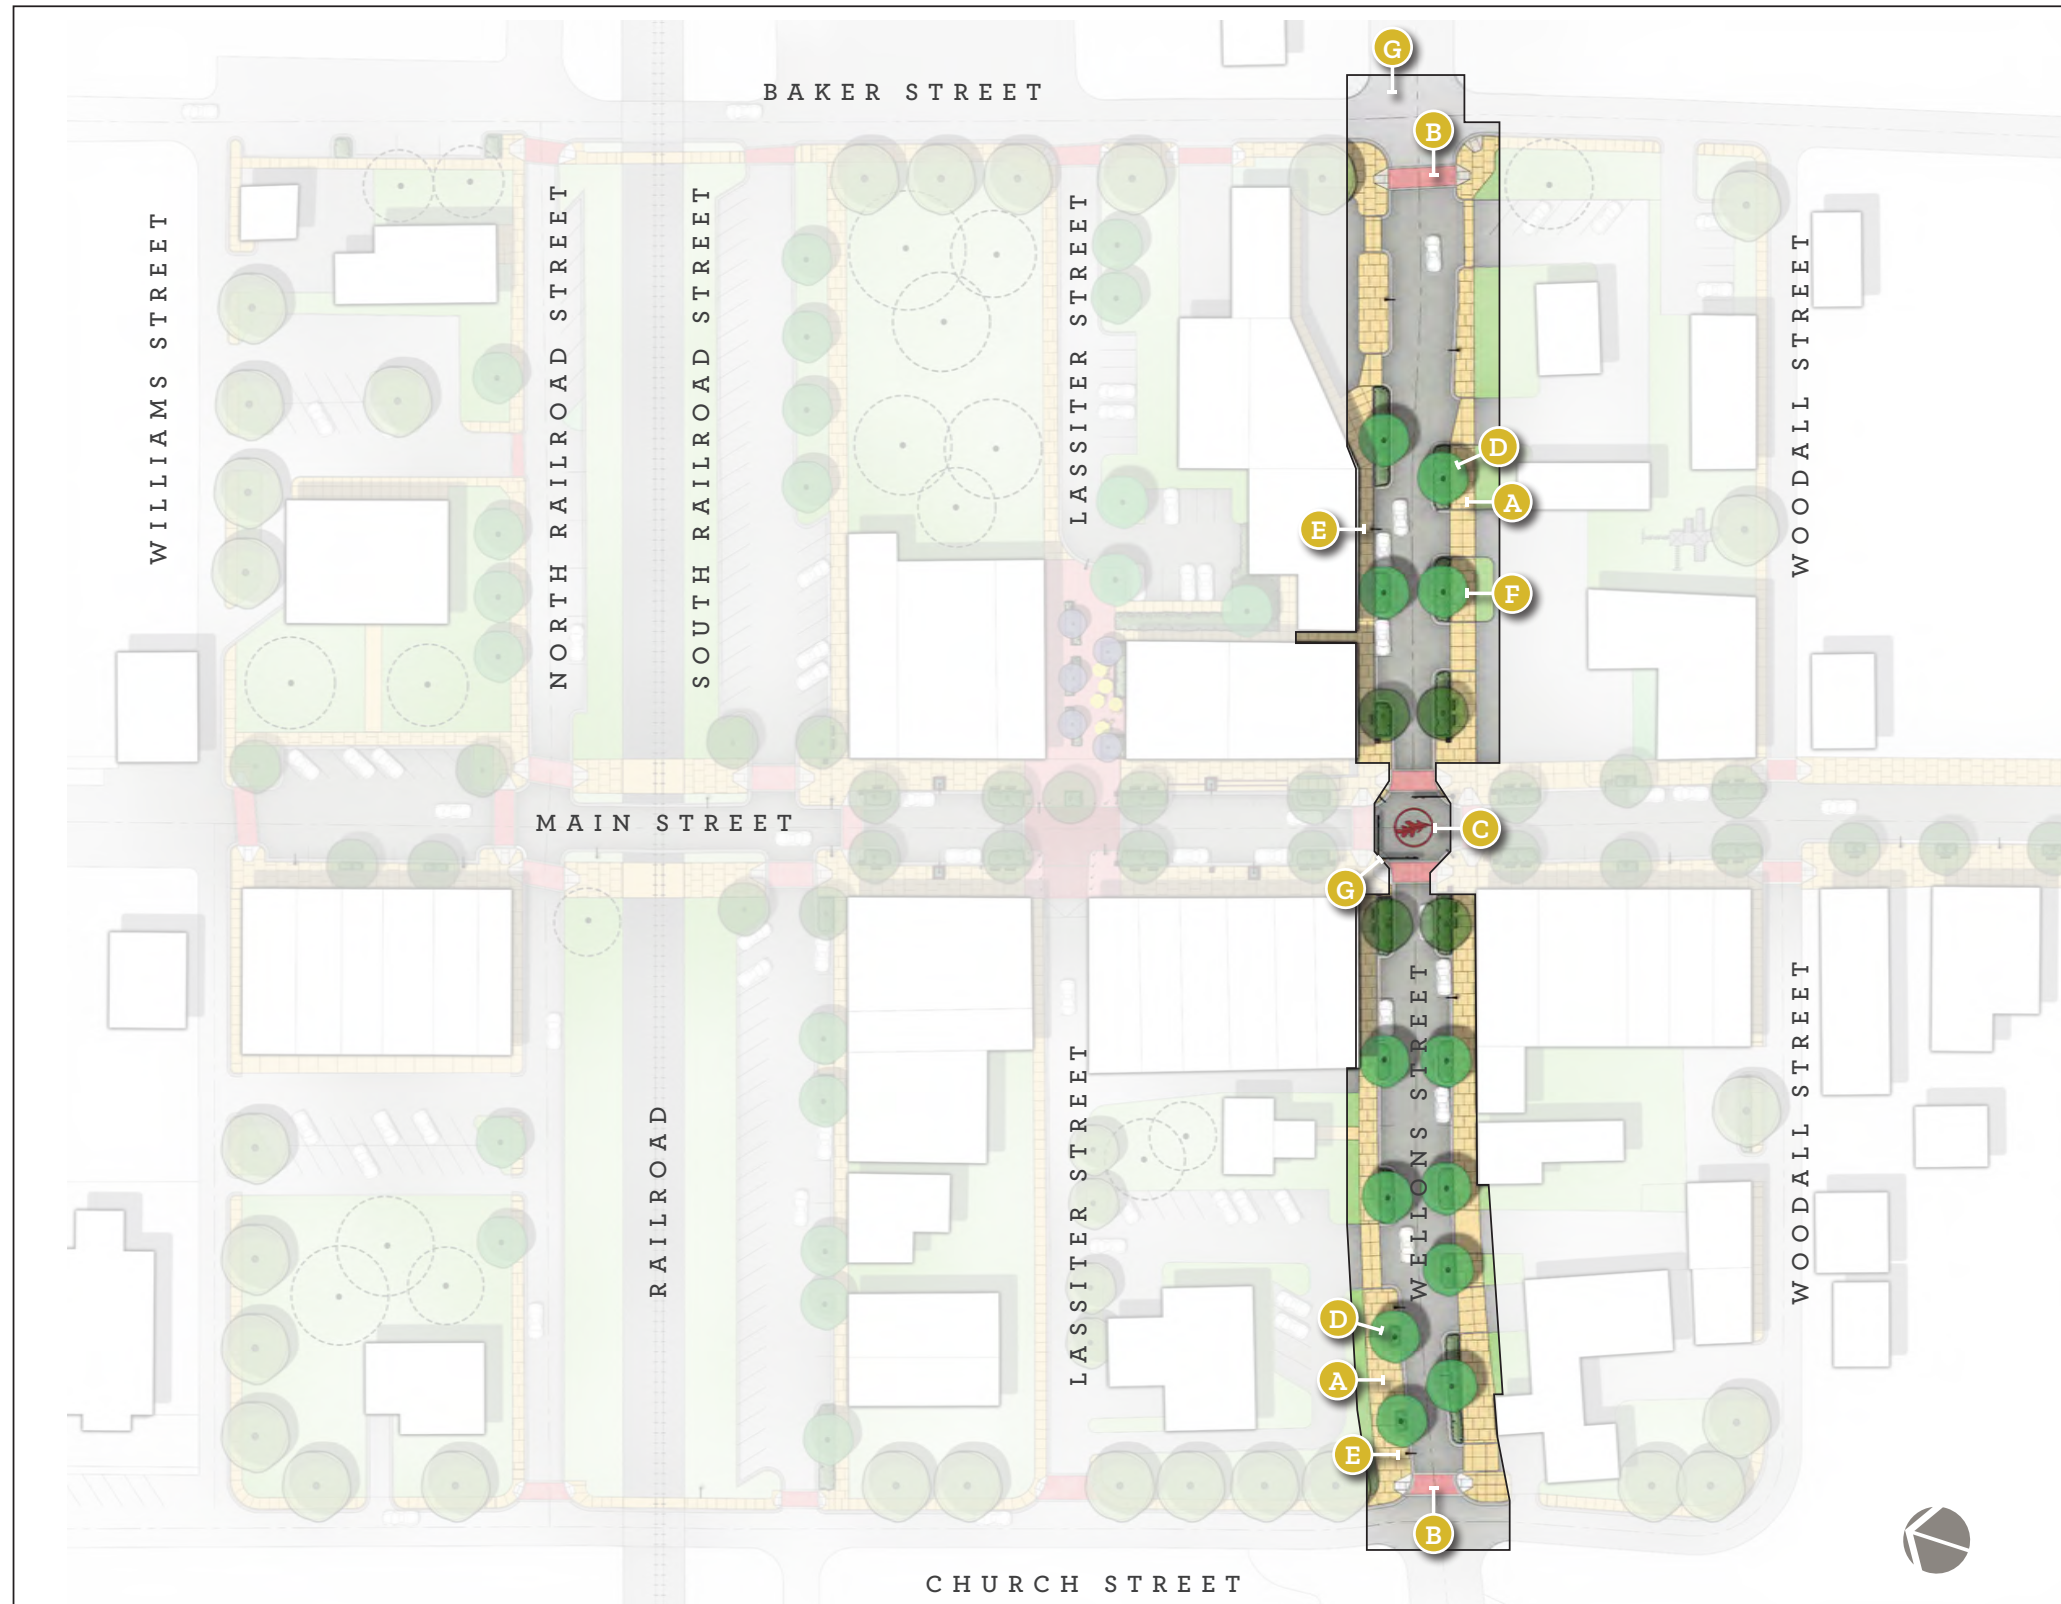 G
BAKER STREET
B
WILLIAMS STREET
NORTH RAILROAD STREET
SOUTH RAILROAD STREET
LASSITER STREET
WOODALL STREET
D
A
E
F
MAIN STREET
C
G
WELLONS STREET
RAILROAD
LASSITER STREET
WOODALL STREET
D
A
E
B
CHURCH STREET